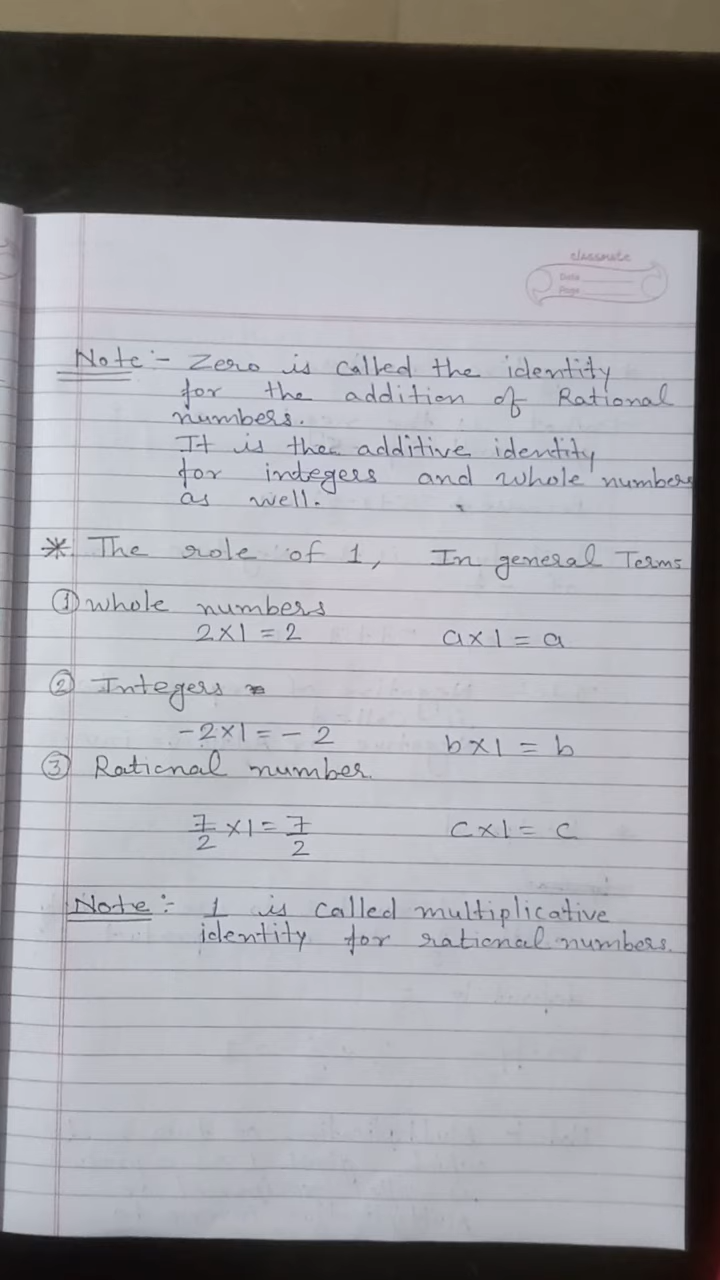 classmate
Date
Page
Note :- Zero is called the identity
for the addition of Rational
numbers.
It is the additive identity
for integers and whole numbers
as well.
* The role of 1, In general Terms
① Whole numbers
2×1 = 2 a×1 = a
② Integers -
-2×1 = -2 b×1 = b
③ Rational number.
7/2 ×1 = 7/2 c×1 = c
Note :- 1 is called multiplicative
identity for rational numbers.